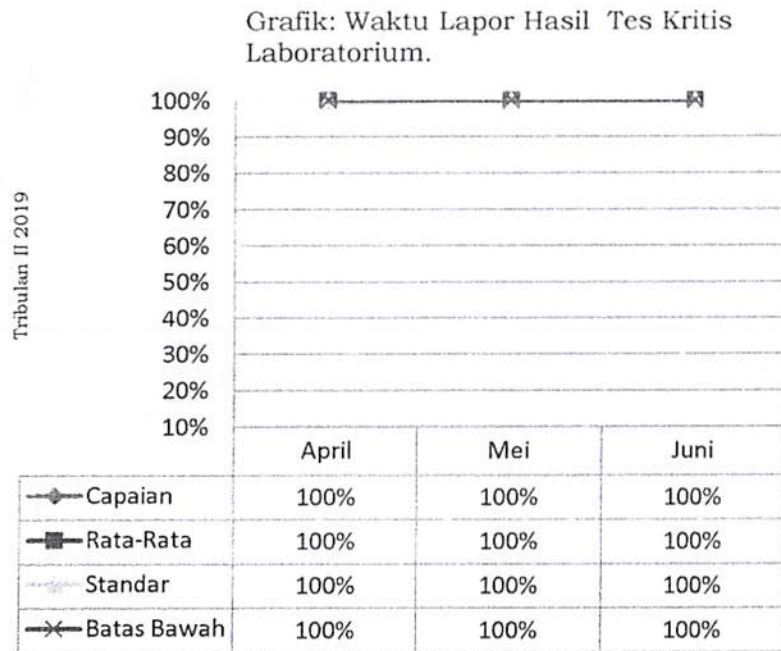 Grafik: Waktu Lapor Hasil Tes Kritis
Laboratorium.
Tribulan II 2019
100%
90%
80%
70%
60%
50%
40%
30%
20%
10%
April Mei Juni
Capaian 100% 100% 100%
Rata-Rata 100% 100% 100%
Standar 100% 100% 100%
Batas Bawah 100% 100% 100%